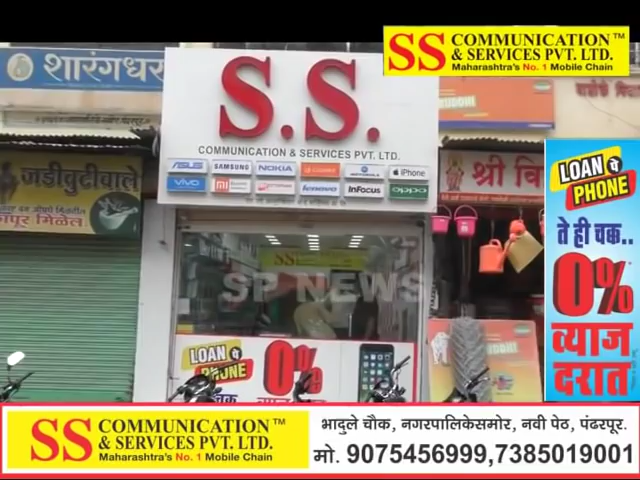 SS COMMUNICATION™
& SERVICES PVT. LTD.
Maharashtra's No. 1 Mobile Chain
शारंगधर
S.S.
COMMUNICATION & SERVICES PVT. LTD.
ASUS SAMSUNG NOKIA MOTOROLA iPhone
vivo mi lenovo InFocus oppo
जडीबुटीवाले
श्री वि
LOAN पे
PHONE
ते ही चक..
0%
व्याज
दरात
SP NEWS
LOAN पे
PHONE
0%
SS COMMUNICATION™
& SERVICES PVT. LTD.
Maharashtra's No. 1 Mobile Chain
भादुले चौक, नगरपालिकेसमोर, नवी पेठ, पंढरपूर.
मो. 9075456999,7385019001